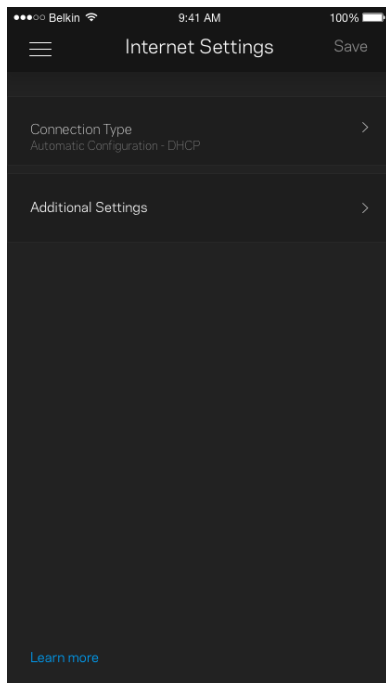 Belkin 9:41 AM 100%
Internet Settings Save
Connection Type
Automatic Configuration - DHCP
Additional Settings
Learn more